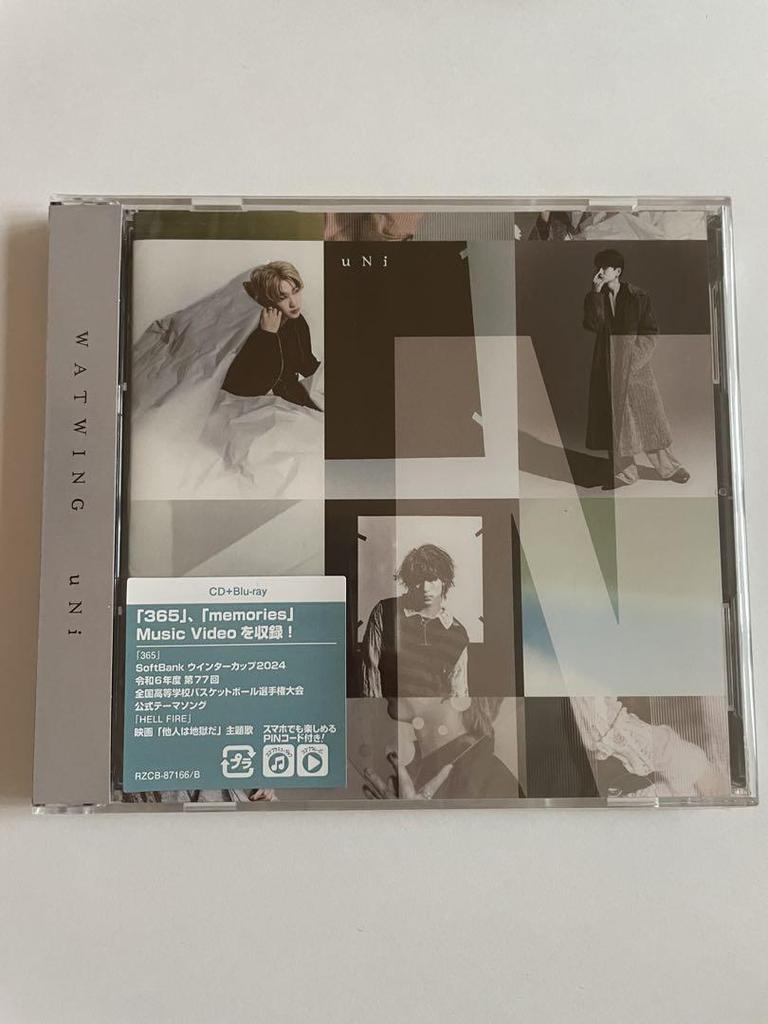 WATWING uNi
uNi
CD+Blu-ray
「365」、「memories」
Music Videoを収録！
「365」
SoftBank ウインターカップ2024
令和6年度 第77回
全国高等学校バスケットボール選手権大会
公式テーマソング
「HELL FIRE」
映画「他人は地獄だ」主題歌
スマホでも楽しめる
PINコード付き！
プラ
RZCB-87166/B